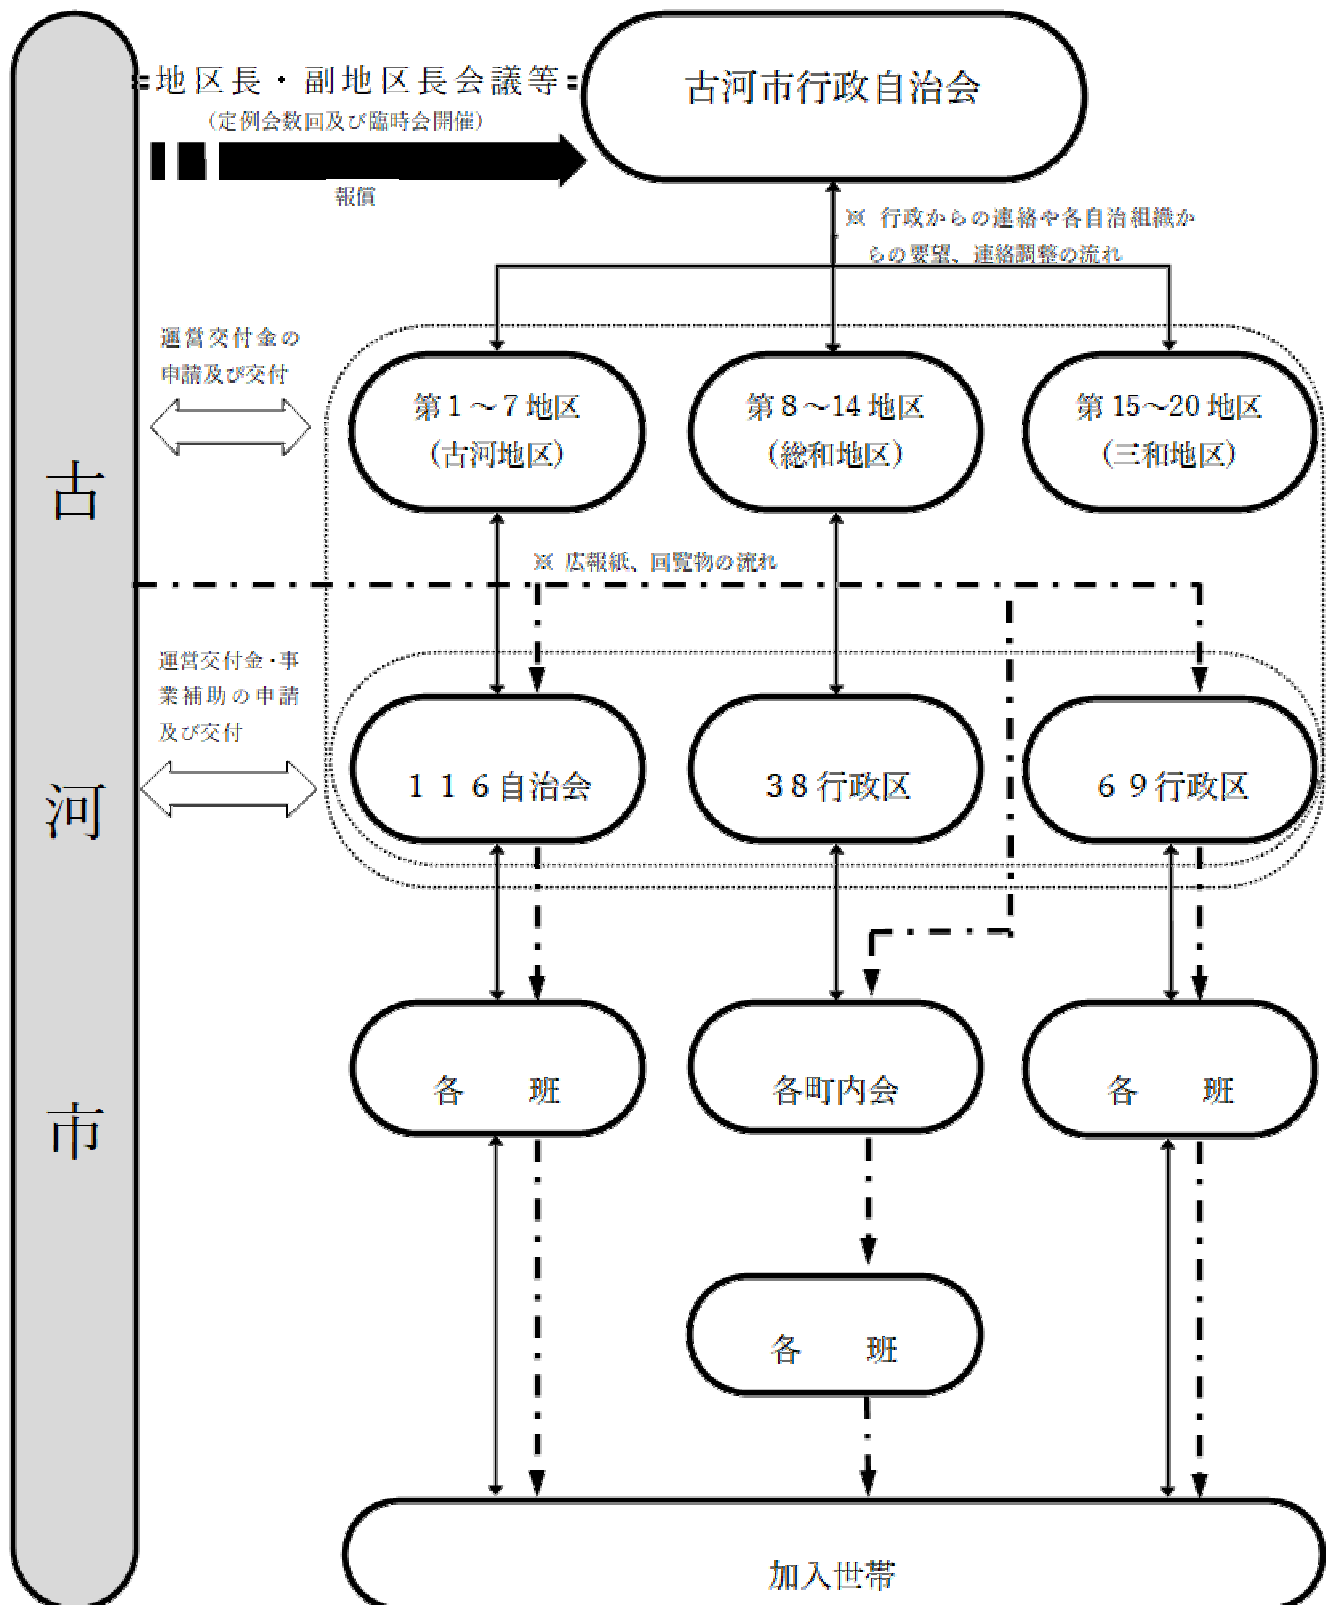 古河市
地区長・副地区長会議等
(定例会数回及び臨時会開催)
報償
古河市行政自治会
※ 行政からの連絡や各自治組織か
らの要望、連絡調整の流れ
運営交付金の
申請及び交付
第1～7地区
(古河地区)
第8～14地区
(総和地区)
第15～20地区
(三和地区)
※ 広報紙、回覧物の流れ
運営交付金・事
業補助の申請
及び交付
１１６自治会
38行政区
６９行政区
各　　班
各町内会
各　　班
各　　班
加入世帯